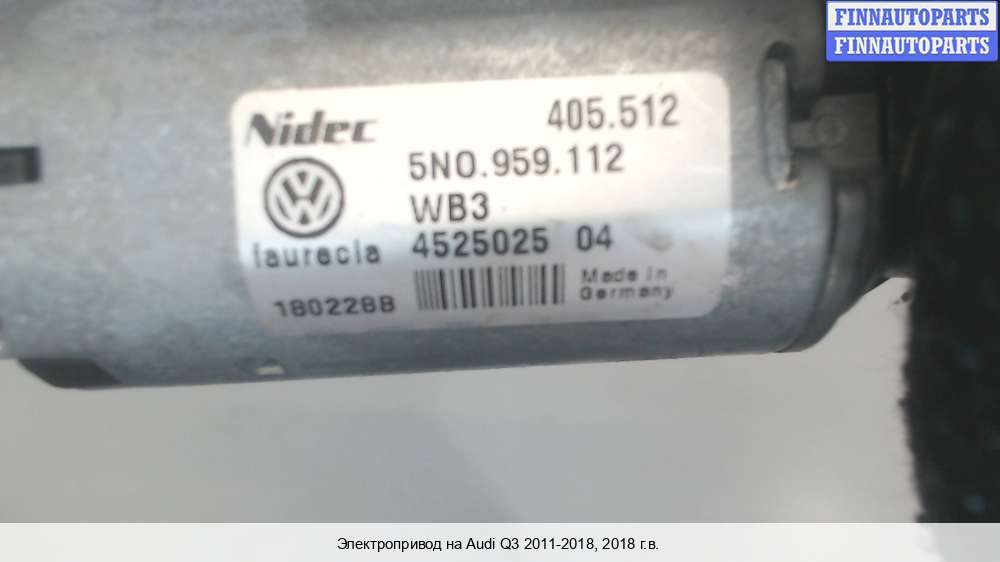 FINNAUTOPARTS
FINNAUTOPARTS
Nidec 405.512
5N0.959.112
WB3
faurecia 4525025 04
180228B Made in
Germany
Электропривод на Audi Q3 2011-2018, 2018 г.в.